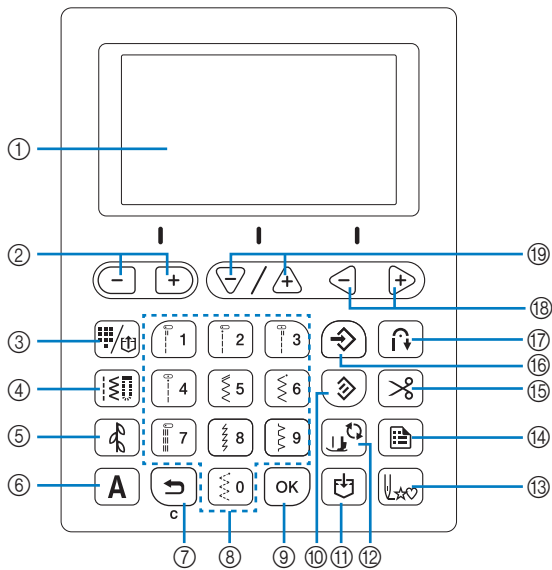 ①
② − + − / + − + ⑲
⑱
③ 1 2 3 ⑰
⑯
④ 4 5 6 ⑮
⑤ 7 8 9 ⑭
⑥ A 0 OK ⑬
C
⑦ ⑧ ⑨ ⑩ ⑪ ⑫